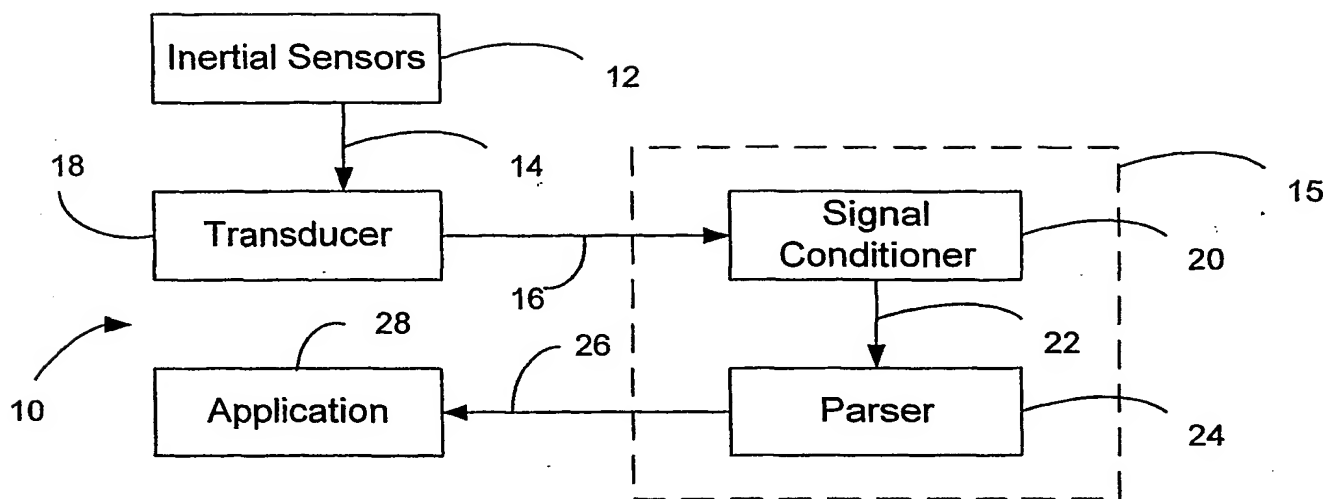 Inertial Sensors
12
14
18
15
Transducer
Signal
Conditioner
20
16
28
26
22
10
Application
Parser
24